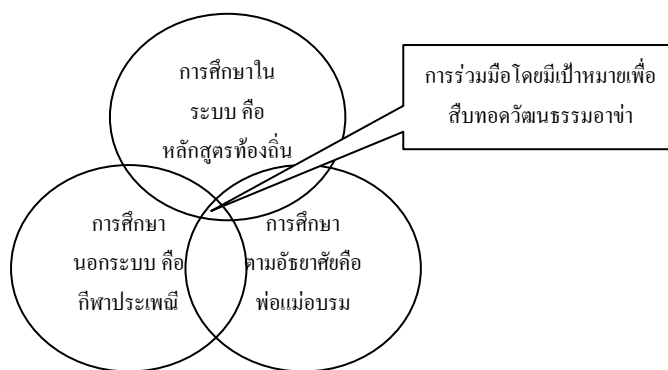 การศึกษาใน
ระบบ คือ
หลักสูตรท้องถิ่น
การร่วมมือโดยมีเป้าหมายเพื่อ
สืบทอดวัฒนธรรมอาข่า
การศึกษา
นอกระบบ คือ
กีฬาประเพณี
การศึกษา
ตามอัธยาศัยคือ
พ่อแม่อบรม